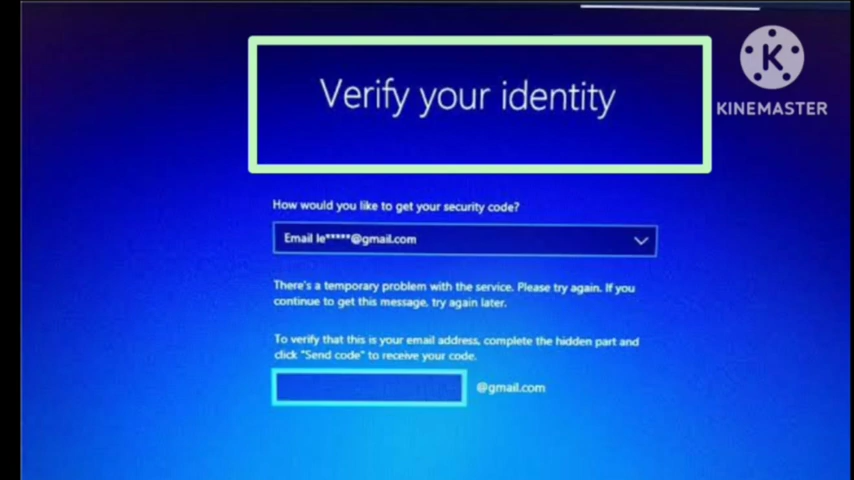 Verify your identity
KINEMASTER
How would you like to get your security code?
Email le*****@gmail.com
There's a temporary problem with the service. Please try again. If you
continue to get this message, try again later.
To verify that this is your email address, complete the hidden part and
click "Send code" to receive your code.
@gmail.com